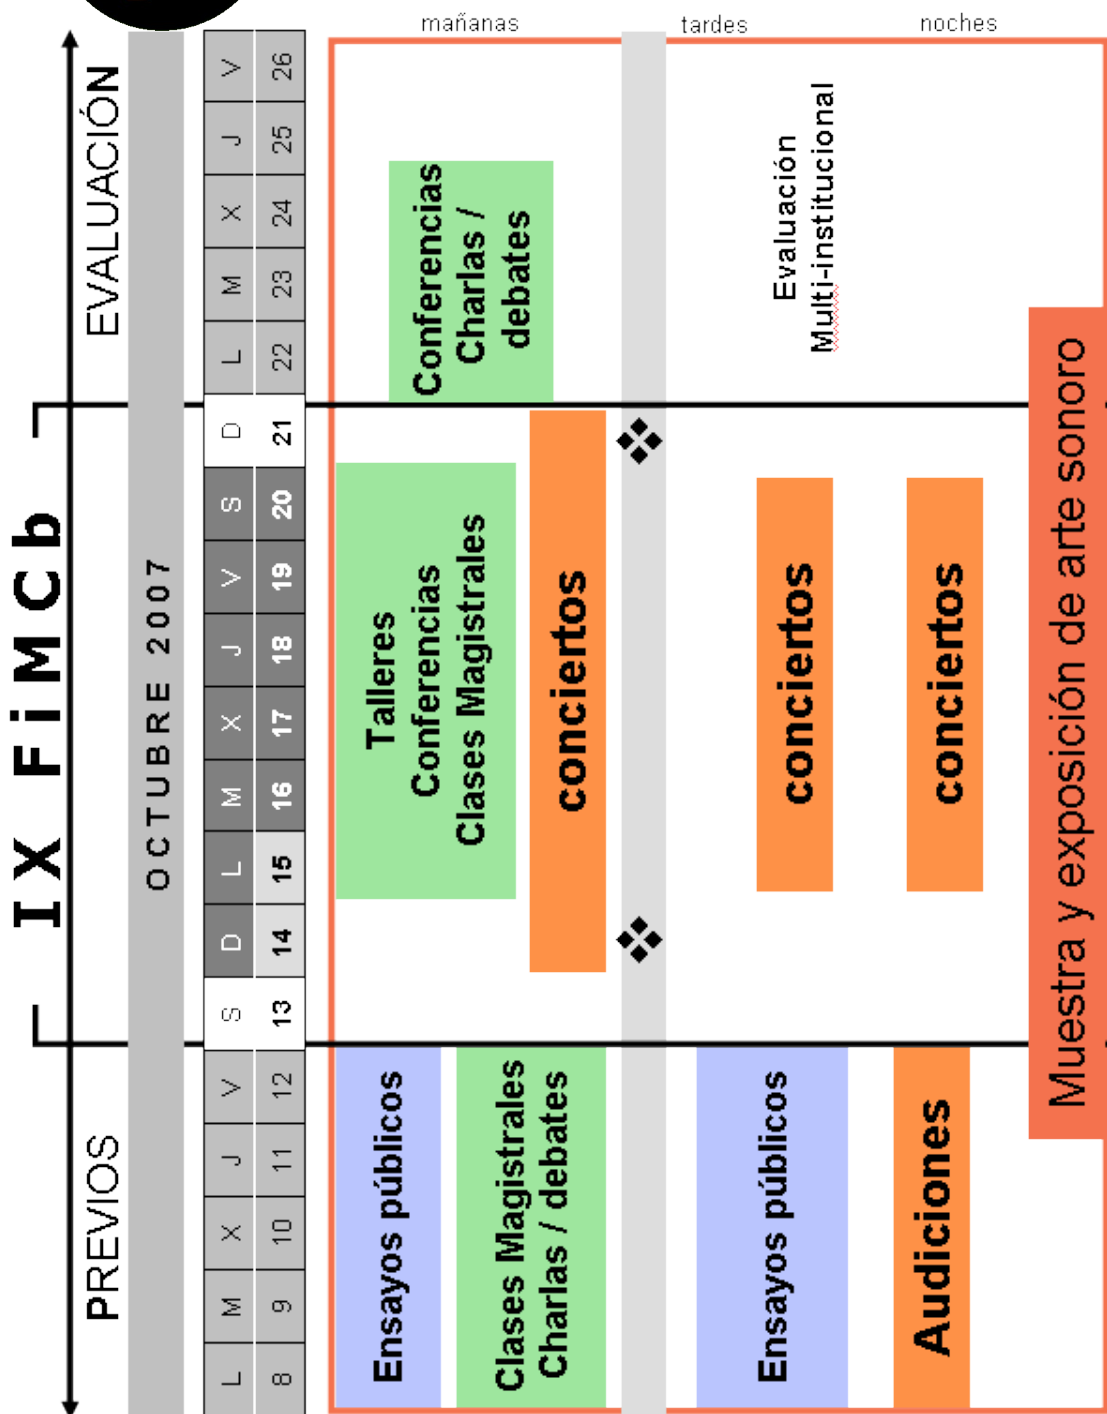 IX FiMCb
PREVIOS
EVALUACIÓN
OCTUBRE 2007
L M X J V S D L M X J V S D L M X J V
8 9 10 11 12 13 14 15 16 17 18 19 20 21 22 23 24 25 26
mañanas
Ensayos públicos
Clases Magistrales
Charlas / debates
Talleres
Conferencias
Clases Magistrales
conciertos
Conferencias
Charlas /
debates
tardes
Ensayos públicos
conciertos
Evaluación
Multi-institucional
noches
Audiciones
conciertos
Muestra y exposición de arte sonoro